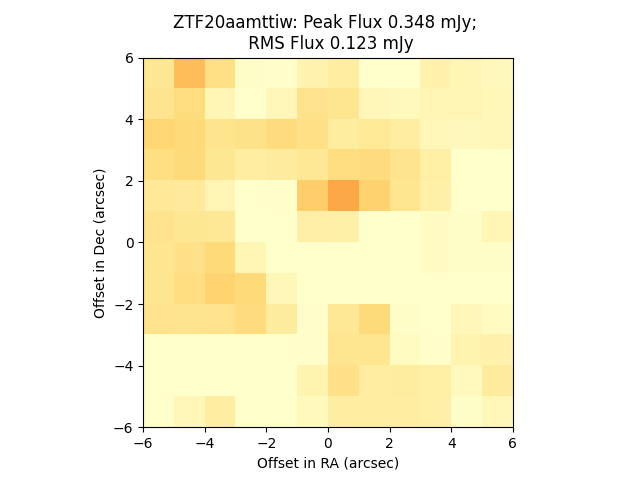 ZTF20aamttiw: Peak Flux 0.348 mJy;
RMS Flux 0.123 mJy
6
4
2
0
−2
−4
−6
Offset in Dec (arcsec)
−6 −4 −2 0 2 4 6
Offset in RA (arcsec)